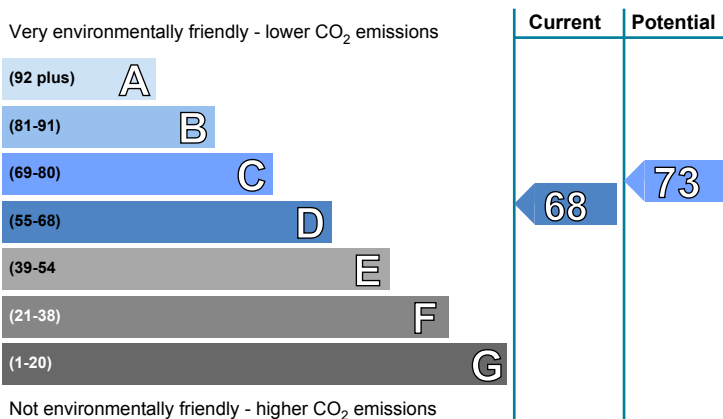 Very environmentally friendly - lower CO₂ emissions
Current
Potential
(92 plus) A
(81-91) B
(69-80) C
(55-68) D
(39-54 E
(21-38) F
(1-20) G
68
73
Not environmentally friendly - higher CO₂ emissions